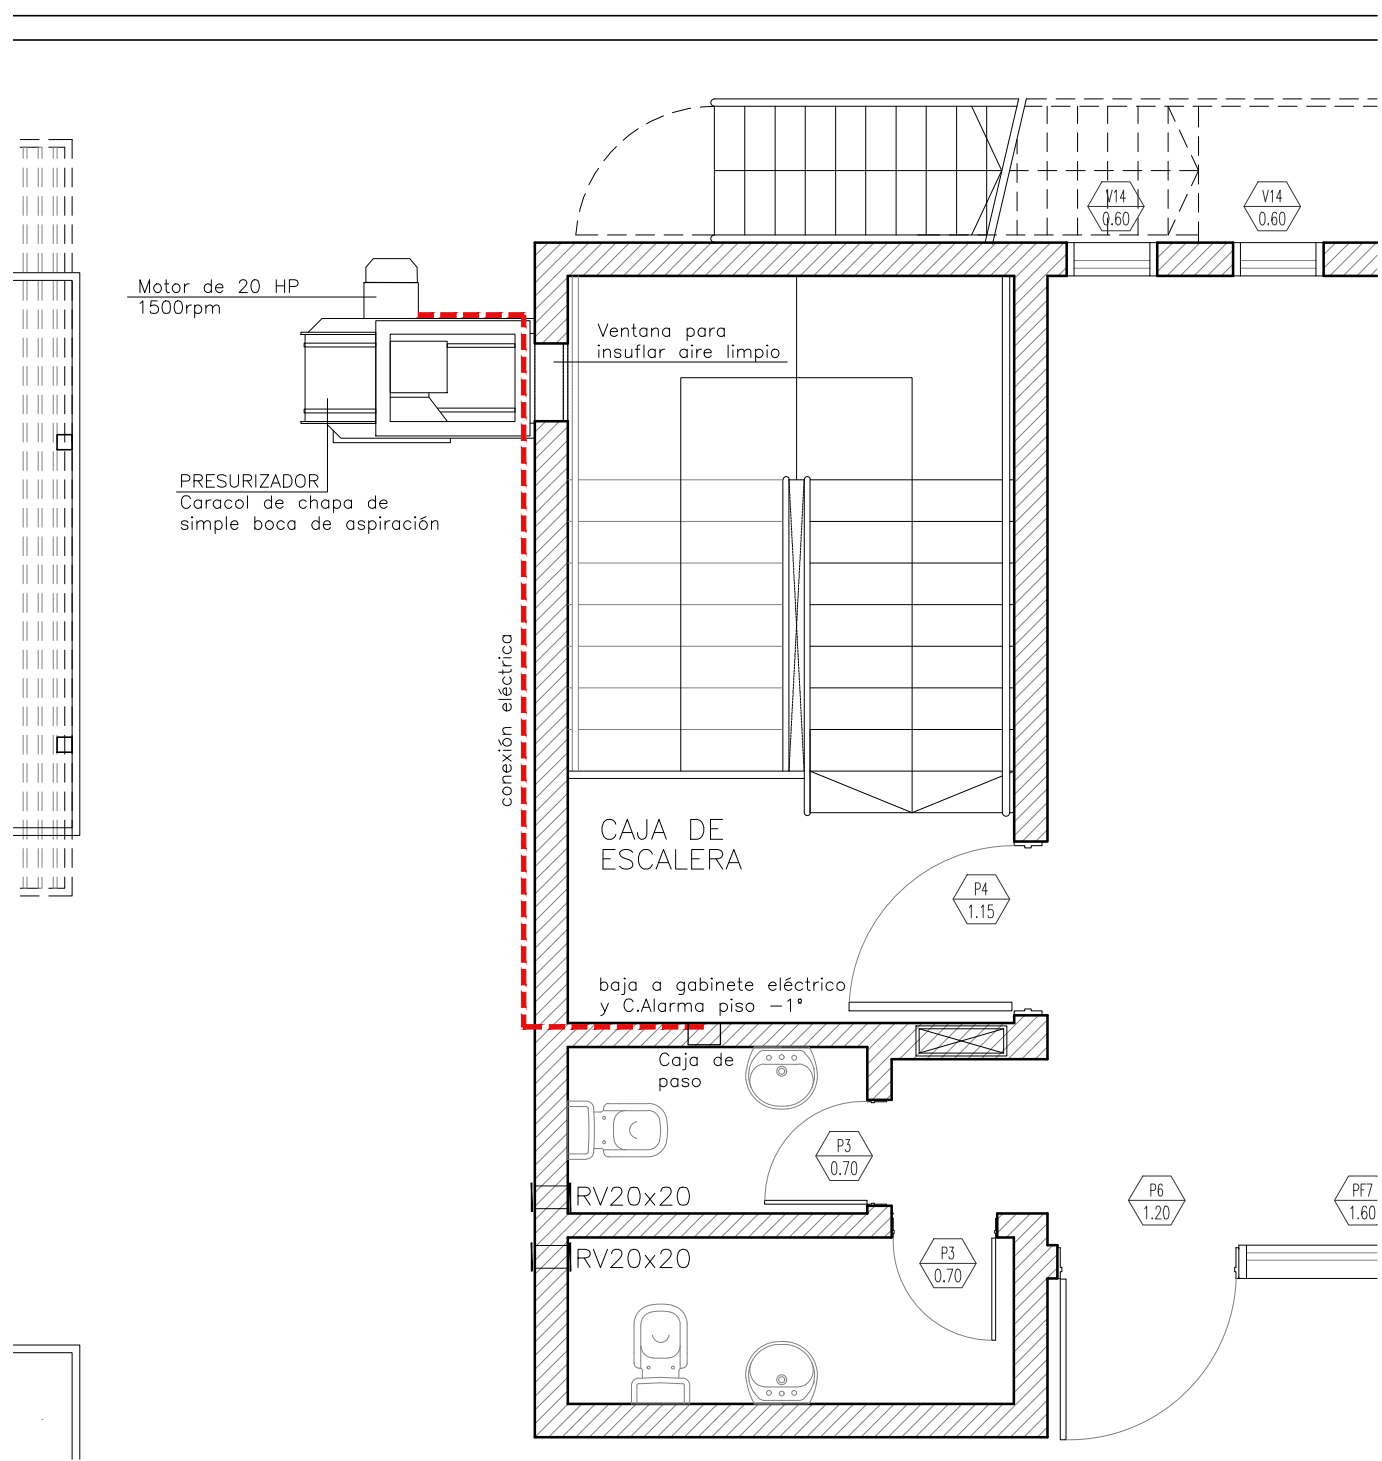 V14
0.60
V14
0.60
Motor de 20 HP
1500rpm
Ventana para
insuflar aire limpio
PRESURIZADOR
Caracol de chapa de
simple boca de aspiración
conexión eléctrica
CAJA DE
ESCALERA
P4
1.15
baja a gabinete eléctrico
y C.Alarma piso -1°
Caja de
paso
P3
0.70
RV20x20
P6
1.20
PF7
1.60
RV20x20
P3
0.70